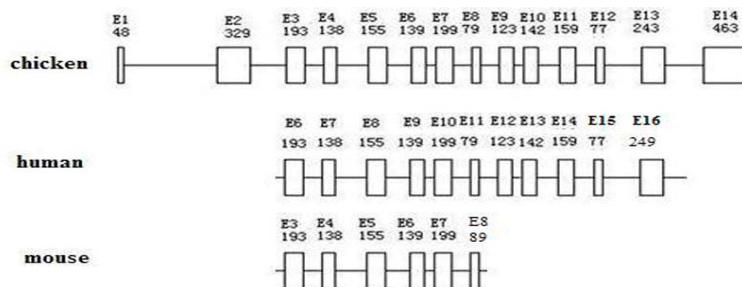 E1 E2 E3 E4 E5 E6 E7 E8 E9 E10 E11 E12 E13 E14
48 329 193 138 155 139 199 79 123 142 159 77 243 463
chicken
E6 E7 E8 E9 E10 E11 E12 E13 E14 E15 E16
193 138 155 139 199 79 123 142 159 77 249
human
E3 E4 E5 E6 E7 E8
193 138 155 139 199 89
mouse